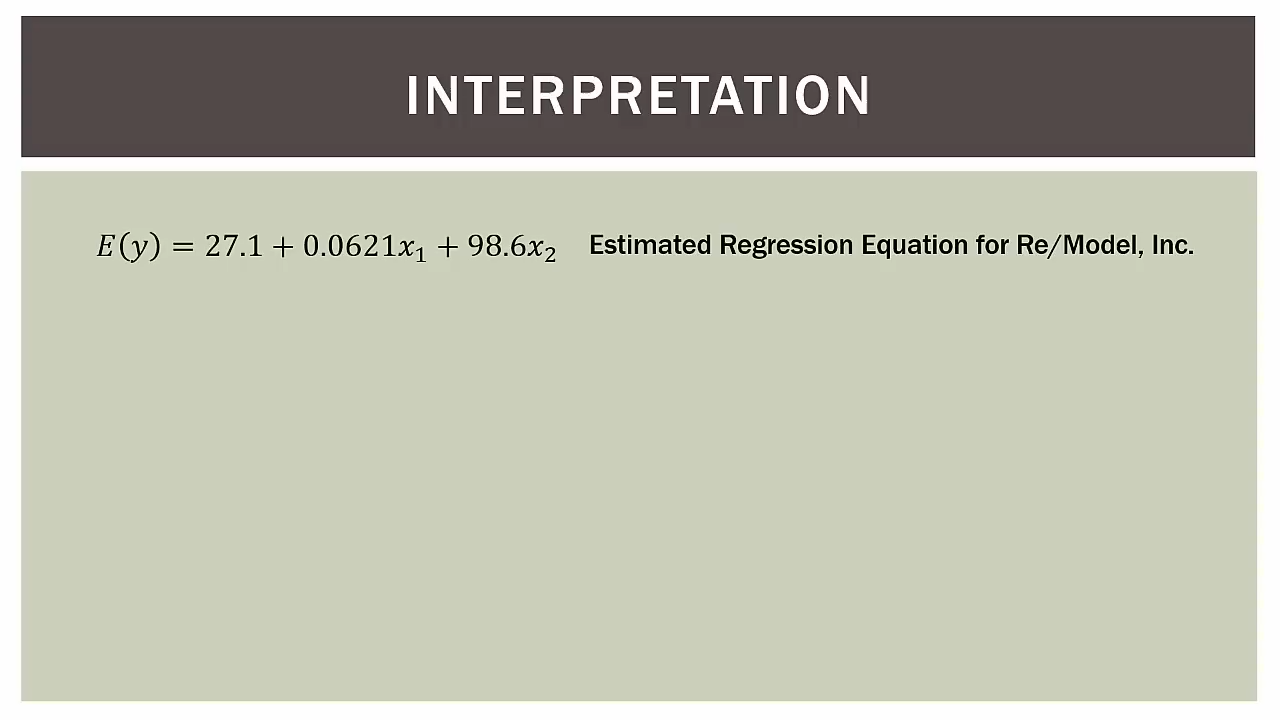 INTERPRETATION
E(y) = 27.1 + 0.0621x₁ + 98.6x₂ Estimated Regression Equation for Re/Model, Inc.